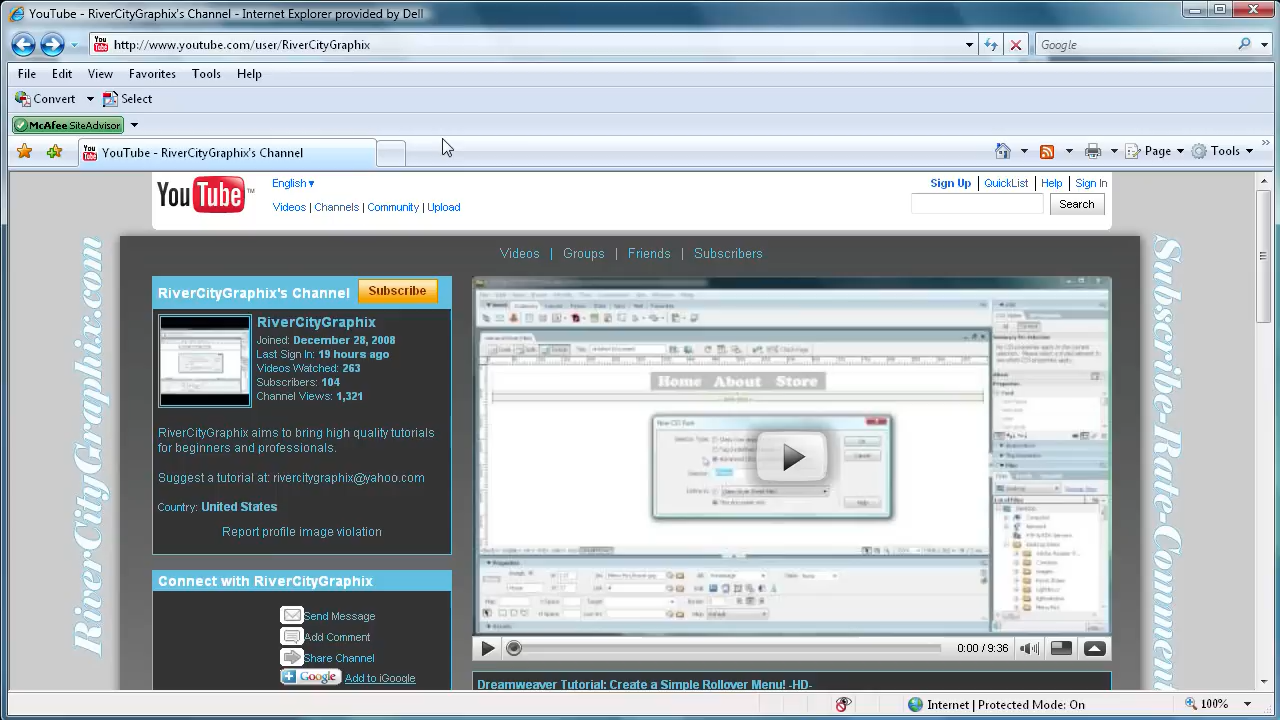 YouTube - RiverCityGraphix's Channel - Internet Explorer provided by Dell
http://www.youtube.com/user/RiverCityGraphix
Google
File Edit View Favorites Tools Help
Convert Select
McAfee SiteAdvisor
YouTube - RiverCityGraphix's Channel
Page Tools
YouTube™
English
Sign Up | QuickList | Help | Sign In
Videos | Channels | Community | Upload
Search
Videos | Groups | Friends | Subscribers
RiverCityGraphix.com
Subscribe-Rate-Comment
RiverCityGraphix's Channel Subscribe
RiverCityGraphix
Joined: December 28, 2008
Last Sign In: 19 hours ago
Videos Watched: 263
Subscribers: 104
Channel Views: 1,321
RiverCityGraphix aims to bring high quality tutorials
for beginners and professionals.
Suggest a tutorial at: rivercitygraphix@yahoo.com
Country: United States
Report profile image violation
Connect with RiverCityGraphix
Send Message
Add Comment
Share Channel
Google Add to iGoogle
Home About Store
Properties
0:00 / 9:36
Dreamweaver Tutorial: Create a Simple Rollover Menu! -HD-
Internet | Protected Mode: On
100%